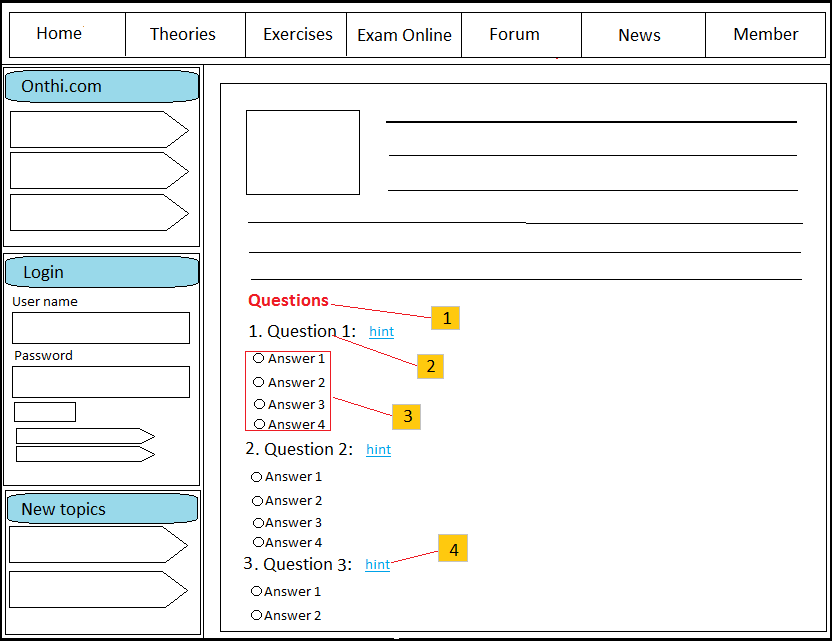 Home Theories Exercises Exam Online Forum News Member
Onthi.com
Login
User name
Password
New topics
Questions
1
1. Question 1: hint
2
Answer 1
Answer 2
Answer 3
3
Answer 4
2. Question 2: hint
Answer 1
Answer 2
Answer 3
Answer 4
4
3. Question 3: hint
Answer 1
Answer 2